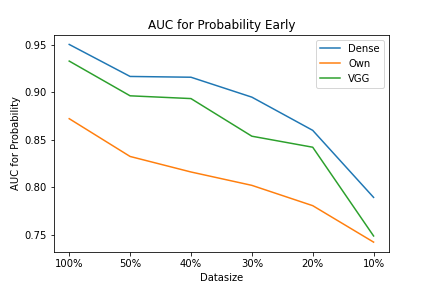 AUC for Probability Early
Dense
Own
VGG
AUC for Probability
0.95
0.90
0.85
0.80
0.75
100% 50% 40% 30% 20% 10%
Datasize